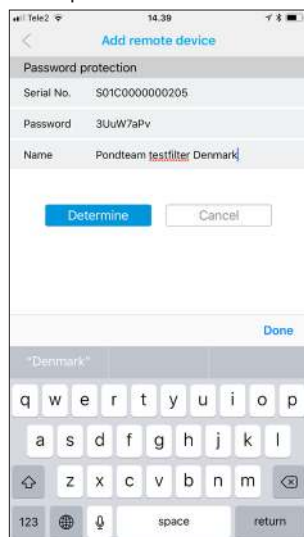 Tele2 14.39
Add remote device
Password protection
Serial No. S01C0000000205
Password 3UuW7aPv
Name Pondteam testfilter Denmark
Determine Cancel
Done
"Denmark"
q w e r t y u i o p
a s d f g h j k l
z x c v b n m
123 space return